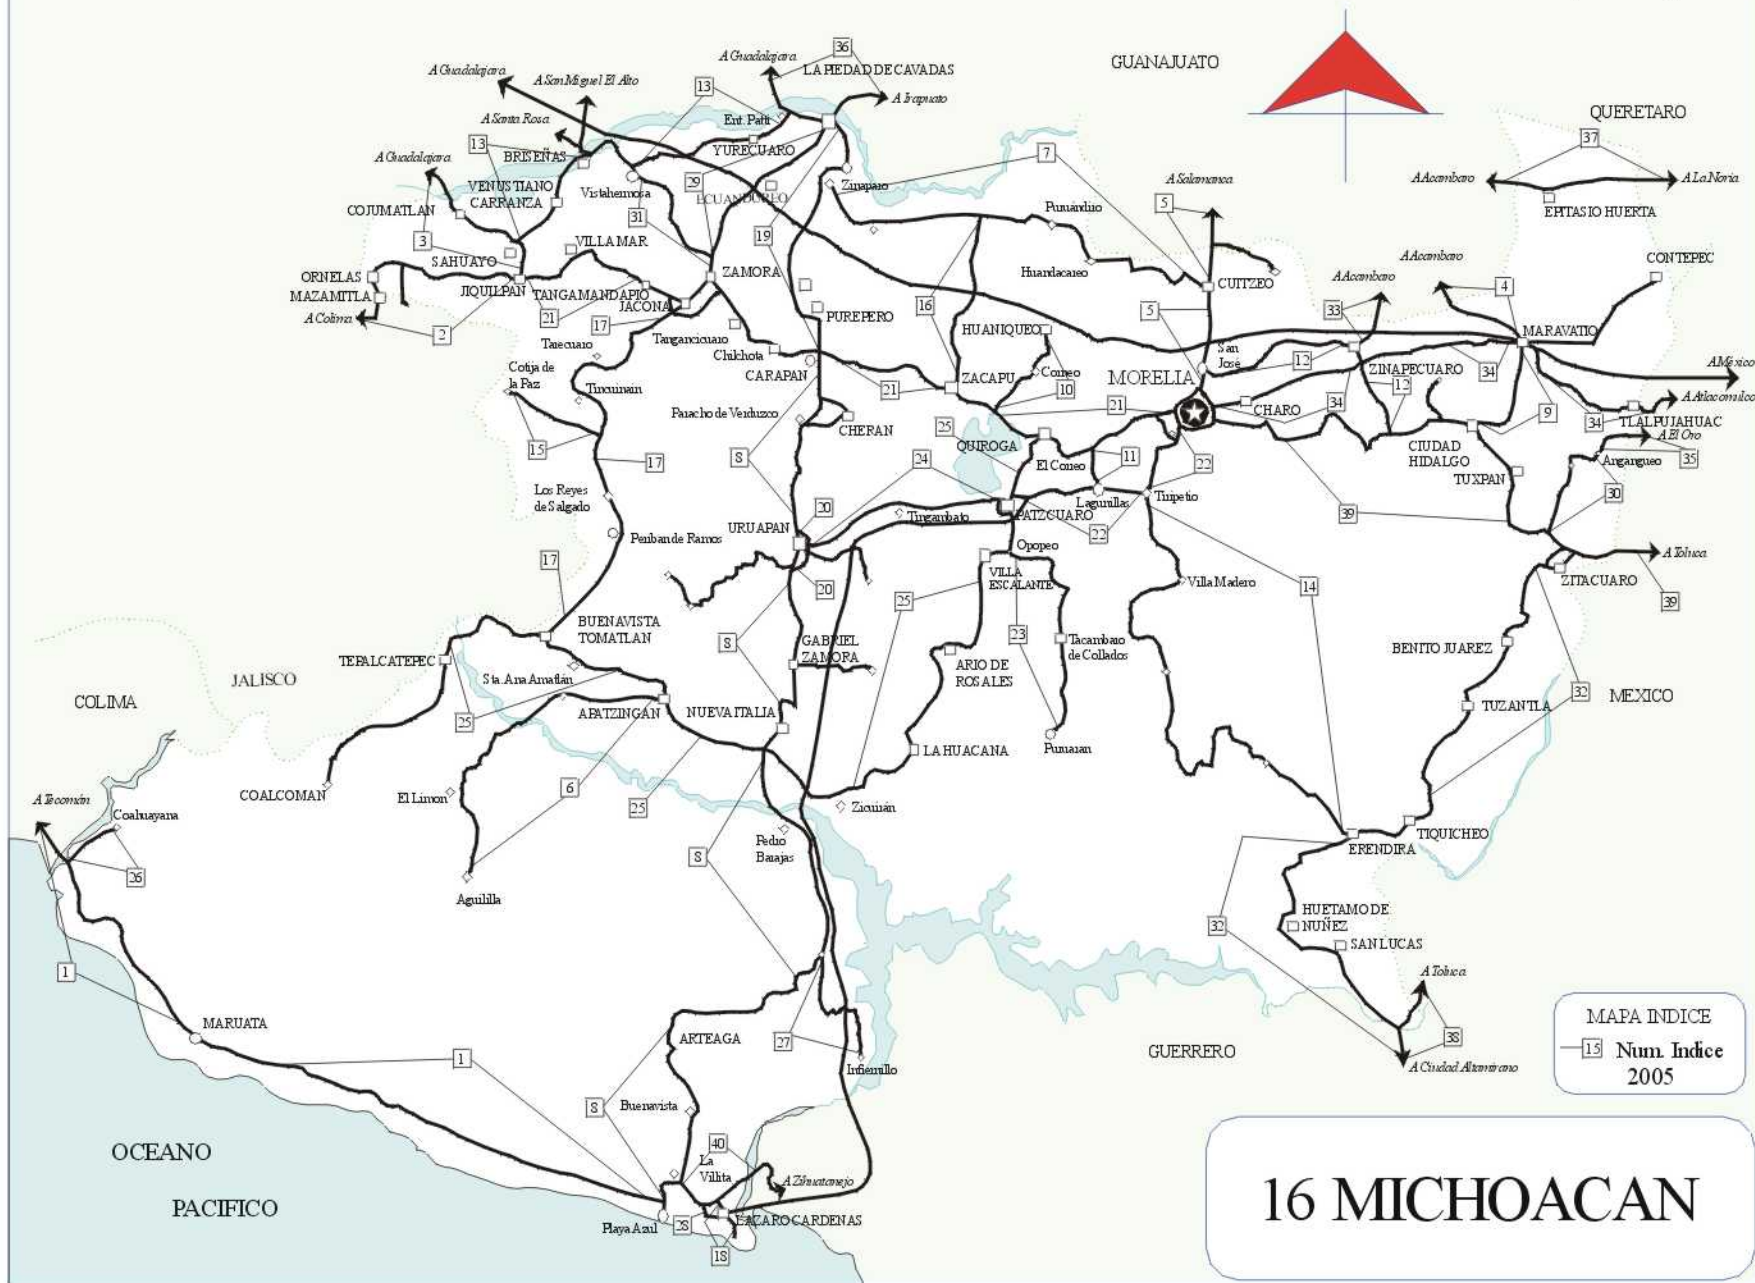 A Guadalajara
36
LA PIEDAD DE CAVADAS
GUANAJUATO
A Guadalajara
A San Miguel El Alto
13
A Irapuato
QUERETARO
A Santa Rosa
Ent. Patti
37
13
BRISEÑAS
YURECUARO
7
A Guadalajara
A Salamanca
A Acambaro
A La Noria
VENUSTIANO
CARRANZA
Vistahermosa
29
Zinaparo
ECUANDUREO
5
COJUMATLAN
31
Puruándiro
EPITASIO HUERTA
3
19
SAHUAYO
VILLA MAR
A Acambaro
CONTEPEC
ORNELAS
ZAMORA
Huandacareo
A Acambaro
MAZAMITLA
JIQUILPAN
TANGAMANDAPIO
JACONA
CUITZEO
4
A Colima
21
17
16
5
33
2
PUREPERO
HUANIQUEO
MARAVATIO
Tarecuaro
Tangancicuaro
Chilchota
San
José
12
ZINAPECUARO
34
A México
Cotija de
la Paz
CARAPAN
ZACAPU
Coneo
MORELIA
12
Tincuinain
21
10
21
34
A Atlacomulco
Paracho de Verduzco
CHERAN
CHARO
9
34
TLALPUJAHUAC
25
QUIROGA
CIUDAD
HIDALGO
A El Oro
15
17
8
24
El Correo
11
22
TUXPAN
Angangueo
35
Los Reyes
de Salgado
20
Lagunillas
Tiripetio
30
URUAPAN
Tingambato
PATZCUARO
39
Periban de Ramos
Opopeo
22
A Toluca
17
VILLA
ESCALANTE
Villa Madero
14
ZITACUARO
20
25
39
BUENAVISTA
TOMATLAN
8
GABRIEL
ZAMORA
23
Tacambaro
de Collados
BENITO JUAREZ
TEPALCATEPEC
ARIO DE
ROSALES
JALISCO
Sta. Ana Amatlán
32
MEXICO
COLIMA
25
APATZINGAN
NUEVA ITALIA
TUZANTLA
LA HUACANA
Puruaran
COALCOMAN
El Limon
6
25
Zicuirán
A Tecomán
Coahuayana
TIQUICHEO
Pedro
Barajas
8
ERENDIRA
26
Aguililla
HUETAMO DE
NUÑEZ
32
SAN LUCAS
1
A Toluca
MARUATA
MAPA INDICE
ARTEAGA
27
GUERRERO
38
15 Num. Indice
2005
1
Infiernillo
A Ciudad Altamirano
8
Buenavista
40
OCEANO
La
Villita
A Zihuatanejo
PACIFICO
16 MICHOACAN
Playa Azul
28
LAZARO CARDENAS
18